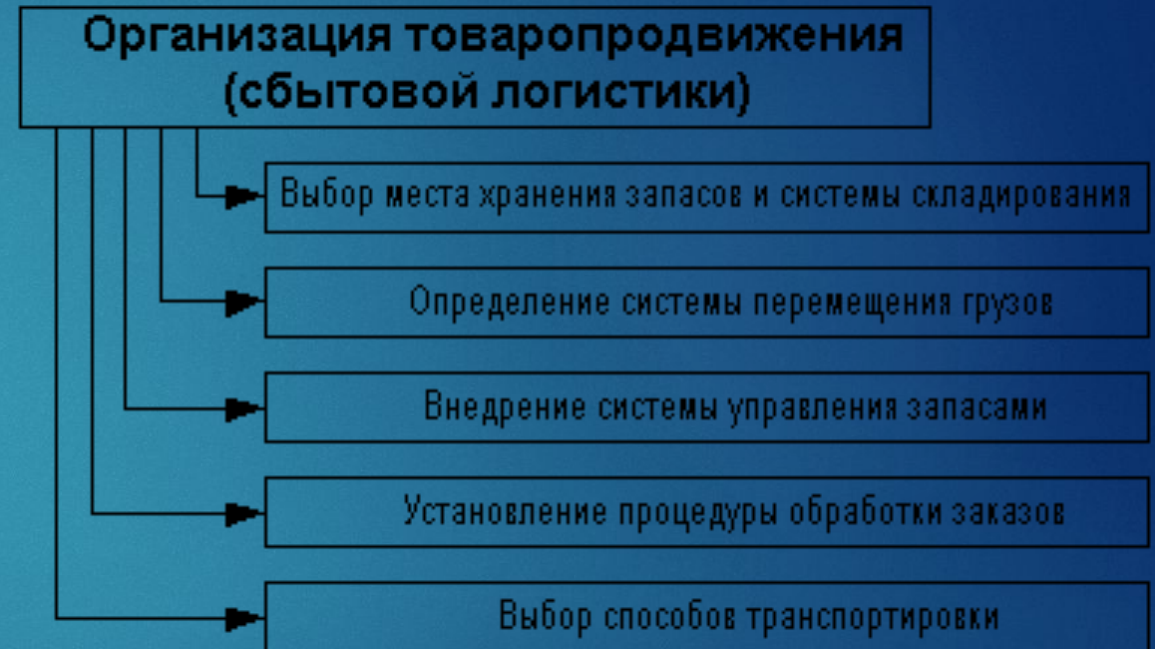 Организация товаропродвижения
(сбытовой логистики)
Выбор места хранения запасов и системы складирования
Определение системы перемещения грузов
Внедрение системы управления запасами
Установление процедуры обработки заказов
Выбор способов транспортировки